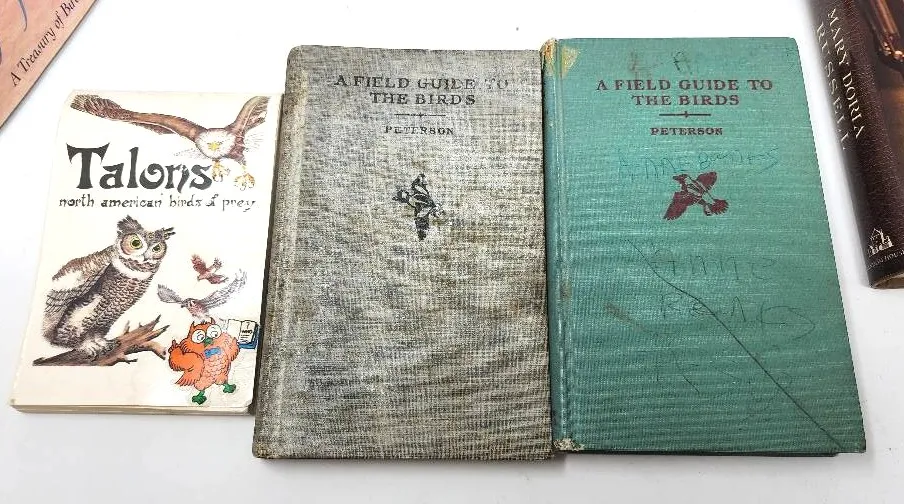 A Treasury of
Talons
north american birds of prey
A FIELD GUIDE TO
THE BIRDS
PETERSON
A FIELD GUIDE TO
THE BIRDS
PETERSON
MARY DORIA
RUSSELL